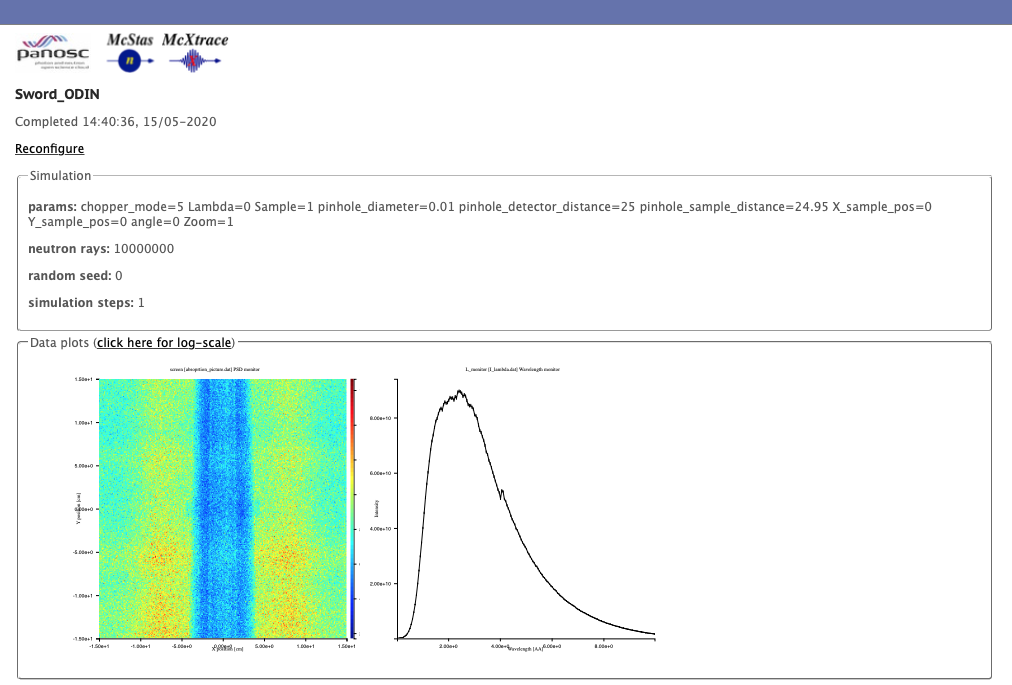 panosc
McStas McXtrace
n
Sword_ODIN
Completed 14:40:36, 15/05-2020
Reconfigure
Simulation
params: chopper_mode=5 Lambda=0 Sample=1 pinhole_diameter=0.01 pinhole_detector_distance=25 pinhole_sample_distance=24.95 X_sample_pos=0
Y_sample_pos=0 angle=0 Zoom=1
neutron rays: 10000000
random seed: 0
simulation steps: 1
Data plots (click here for log-scale)
screen [absoprtion_picture.dat] PSD monitor
1.50e+1
1.00e+1
5.00e+0
0.00e+0
-5.00e+0
-1.00e+1
-1.50e+1
Y position [cm]
-1.50e+1 -1.00e+1 -5.00e+0 0.00e+0 5.00e+0 1.00e+1 1.50e+1
X position [cm]
L_monitor [l_lambda.dat] Wavelength monitor
8.00e+10
6.00e+10
4.00e+10
2.00e+10
Intensity
2.00e+0 4.00e+0 6.00e+0 8.00e+0
Wavelength [AA]